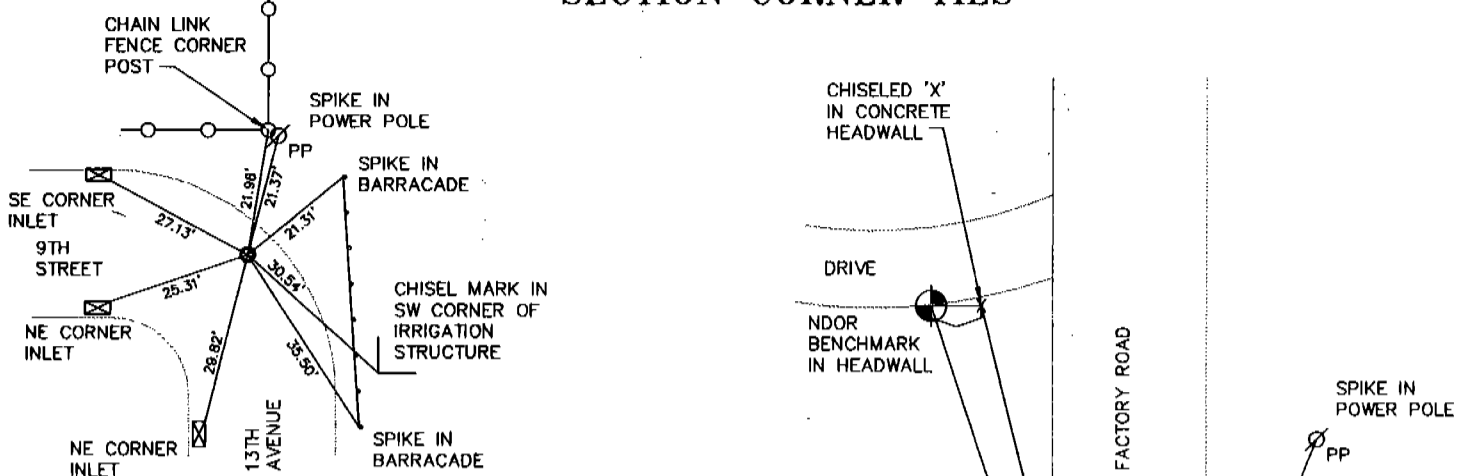 SECTION CORNER TIES
CHAIN LINK
FENCE CORNER
POST
SPIKE IN
POWER POLE
PP
SPIKE IN
BARRACADE
21.98'
21.37'
21.31'
SE CORNER
INLET
27.13'
9TH
STREET
25.31'
30.54'
NE CORNER
INLET
29.82'
35.50'
CHISEL MARK IN
SW CORNER OF
IRRIGATION
STRUCTURE
13TH
AVENUE
NE CORNER
INLET
SPIKE IN
BARRACADE
CHISELED 'X'
IN CONCRETE
HEADWALL
DRIVE
NDOR
BENCHMARK
IN HEADWALL
FACTORY ROAD
SPIKE IN
POWER POLE
PP